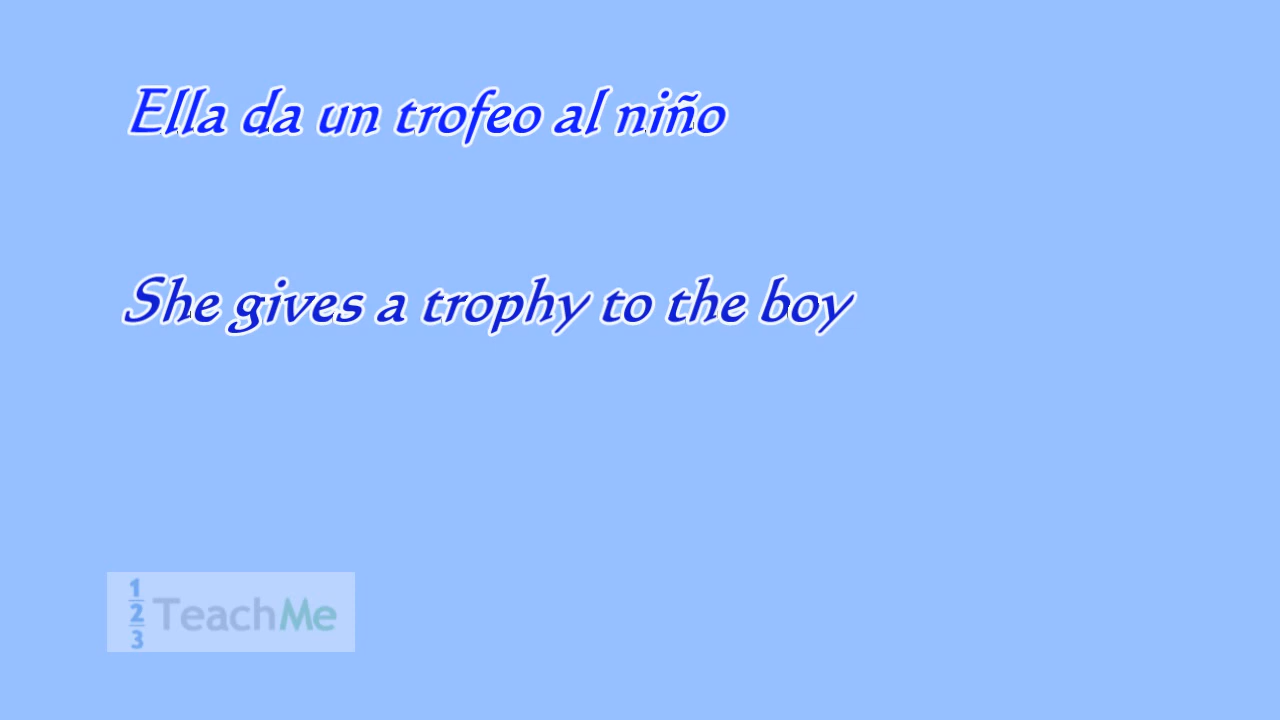 Ella da un trofeo al niño
She gives a trophy to the boy
1
2
3
TeachMe